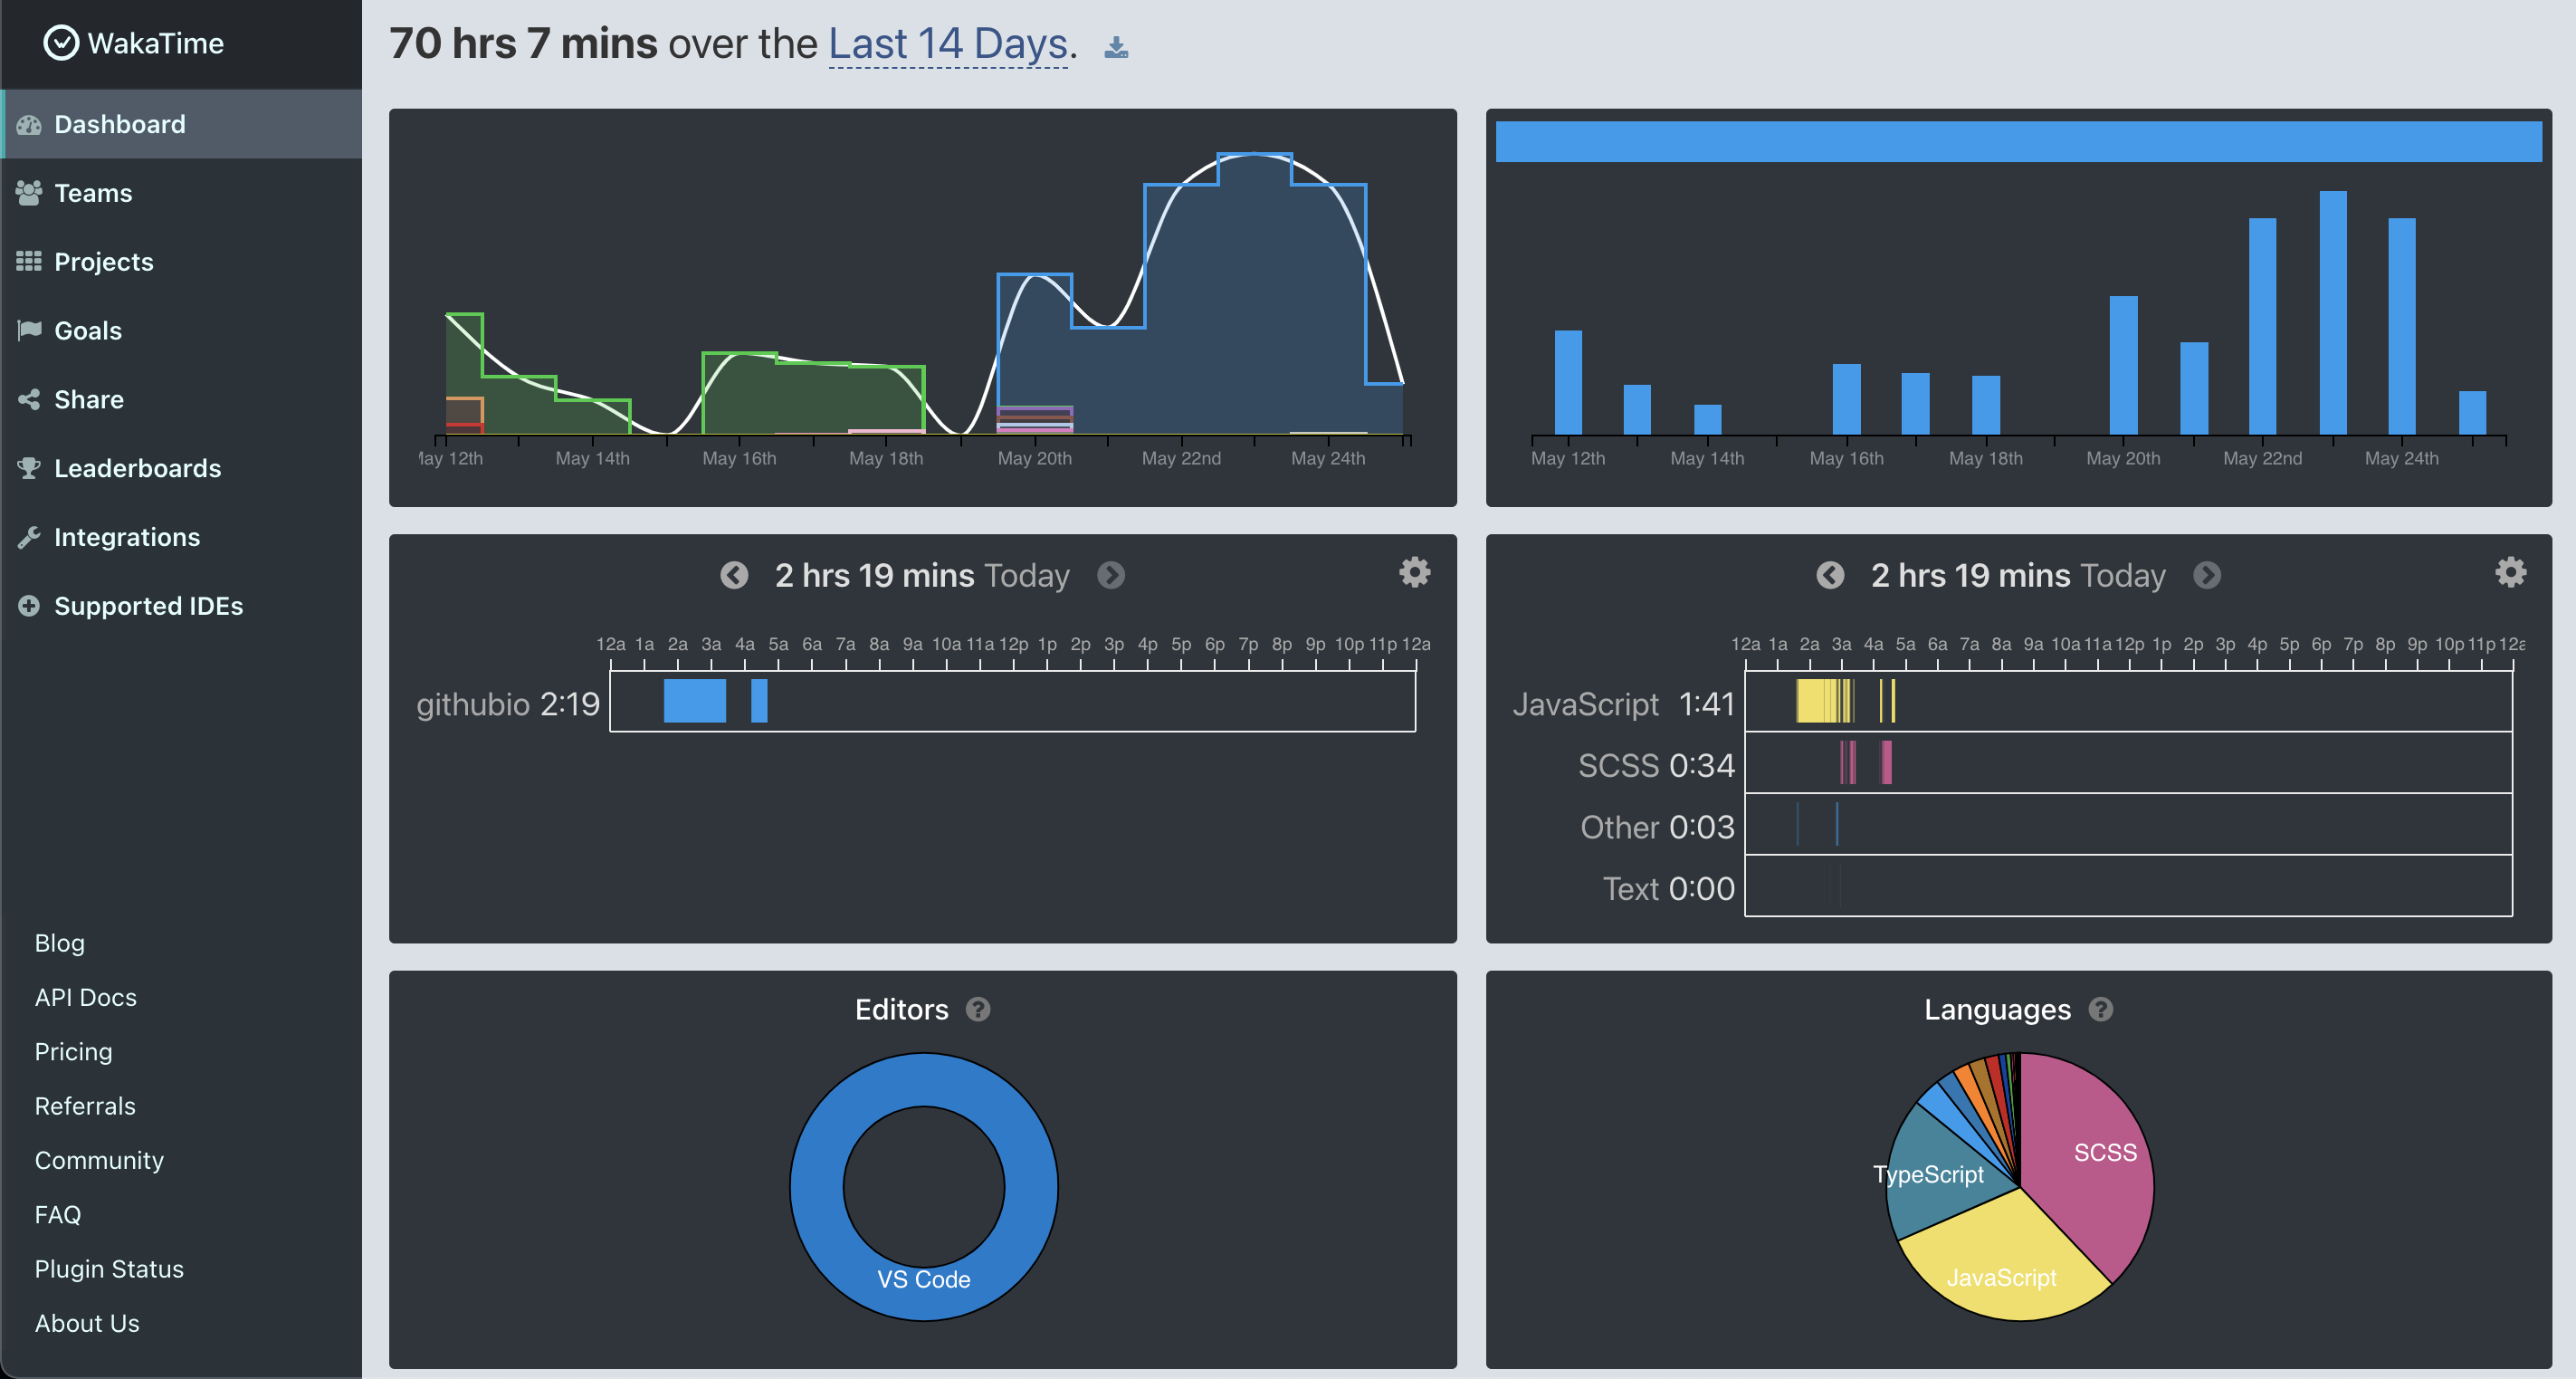 WakaTime
Dashboard
Teams
Projects
Goals
Share
Leaderboards
Integrations
Supported IDEs
Blog
API Docs
Pricing
Referrals
Community
FAQ
Plugin Status
About Us
70 hrs 7 mins over the Last 14 Days.
May 12th May 14th May 16th May 18th May 20th May 22nd May 24th
May 12th May 14th May 16th May 18th May 20th May 22nd May 24th
2 hrs 19 mins Today
12a 1a 2a 3a 4a 5a 6a 7a 8a 9a 10a 11a 12p 1p 2p 3p 4p 5p 6p 7p 8p 9p 10p 11p 12a
githubio 2:19
2 hrs 19 mins Today
12a 1a 2a 3a 4a 5a 6a 7a 8a 9a 10a 11a 12p 1p 2p 3p 4p 5p 6p 7p 8p 9p 10p 11p 12a
JavaScript 1:41
SCSS 0:34
Other 0:03
Text 0:00
Editors ?
VS Code
Languages ?
SCSS
TypeScript
JavaScript